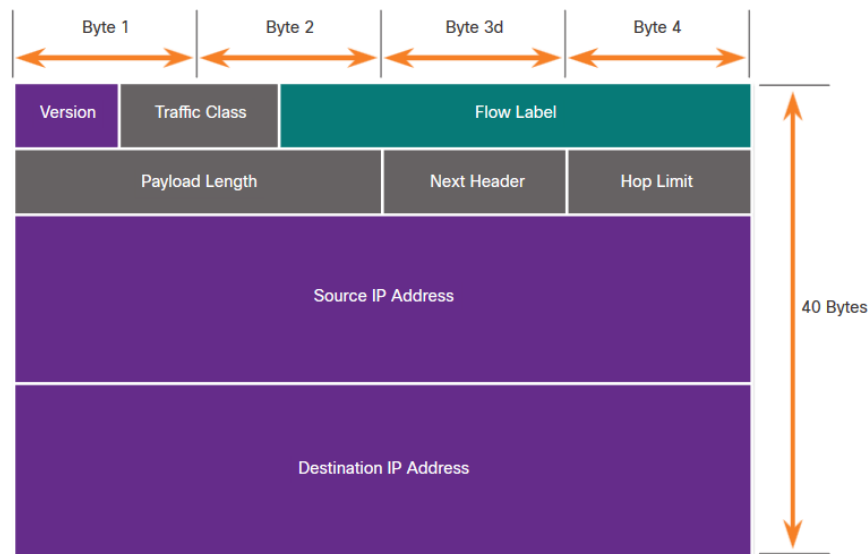 Byte 1 Byte 2 Byte 3d Byte 4
Version Traffic Class Flow Label
Payload Length Next Header Hop Limit
Source IP Address
40 Bytes
Destination IP Address